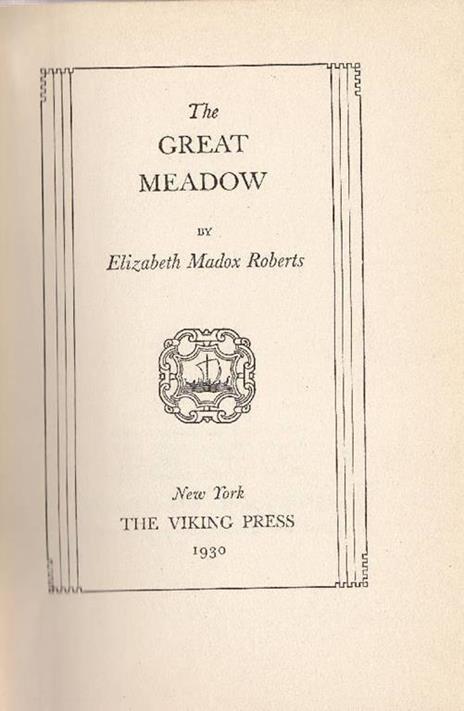 The
GREAT
MEADOW
BY
Elizabeth Madox Roberts
New York
THE VIKING PRESS
1930